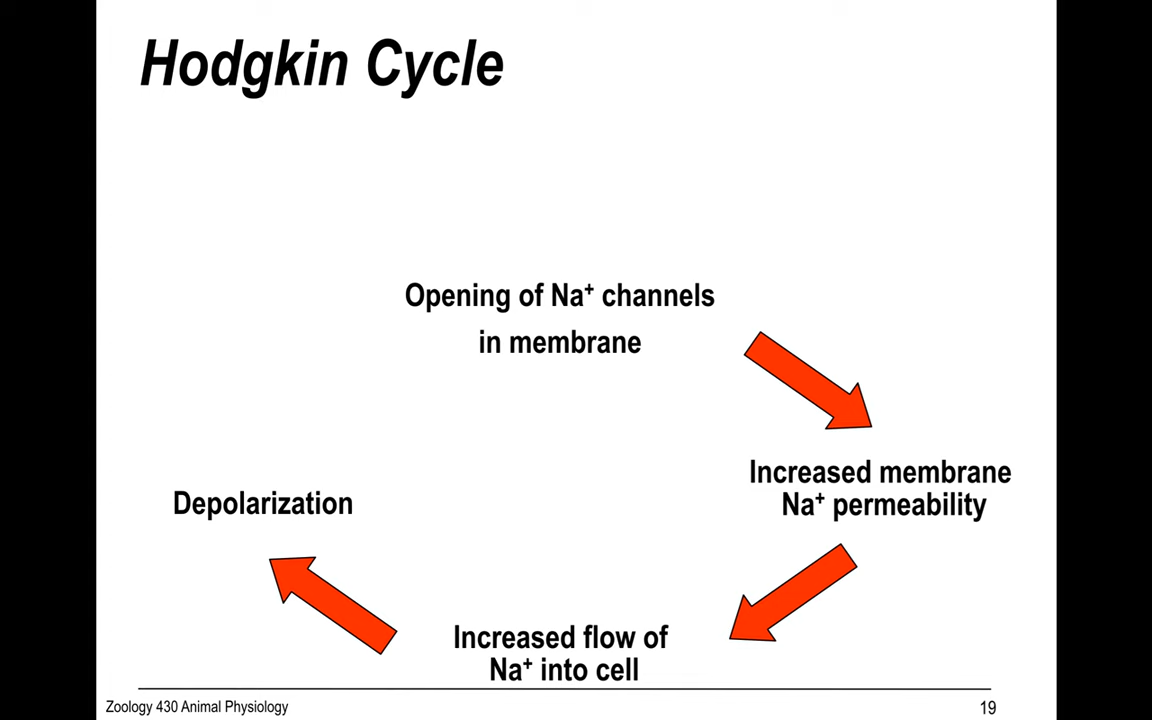 Hodgkin Cycle
Opening of Na⁺ channels
in membrane
Increased membrane
Na⁺ permeability
Depolarization
Increased flow of
Na⁺ into cell
Zoology 430 Animal Physiology
19